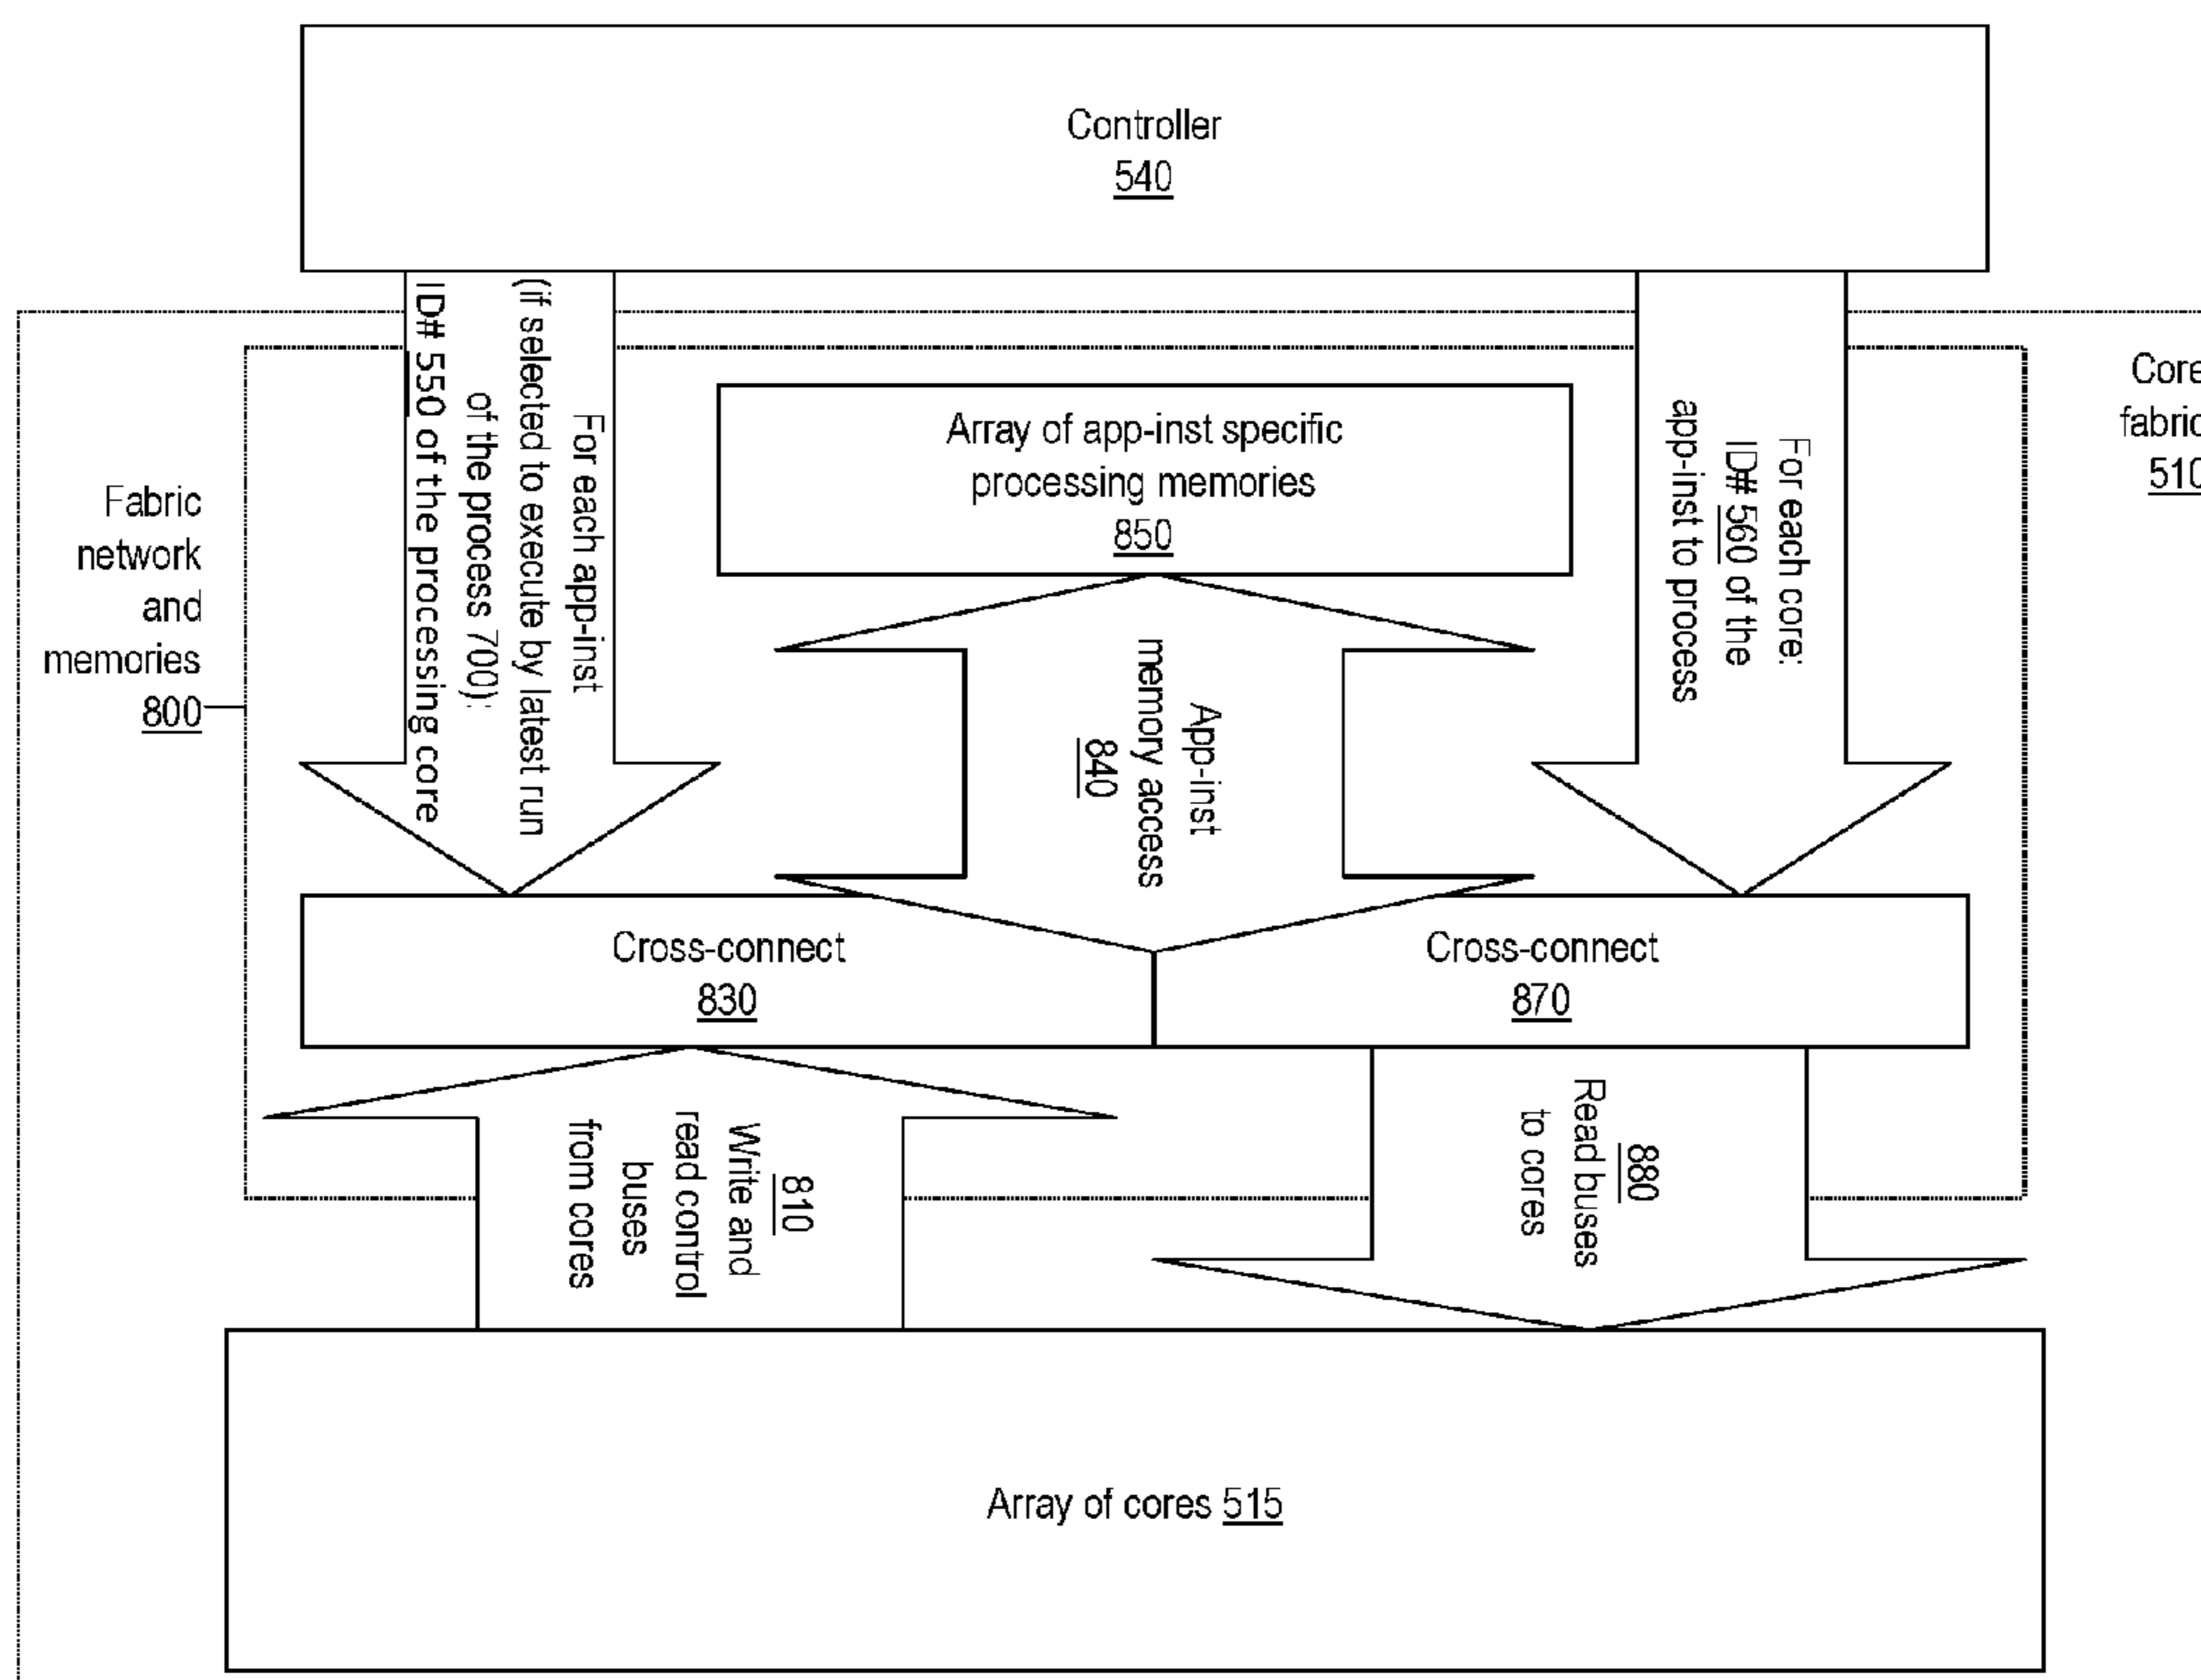 Controller
540
For each app-inst
(if selected to execute by latest run
of the process 700):
ID# 550 of the processing core
For each core:
ID# 560 of the
app-inst to process
Core
fabric
510
Array of app-inst specific
processing memories
850
Fabric
network
and
memories
800
App-inst
memory access
840
Cross-connect
830
Cross-connect
870
810
Write and
read control
buses
from cores
880
Read buses
to cores
Array of cores 515